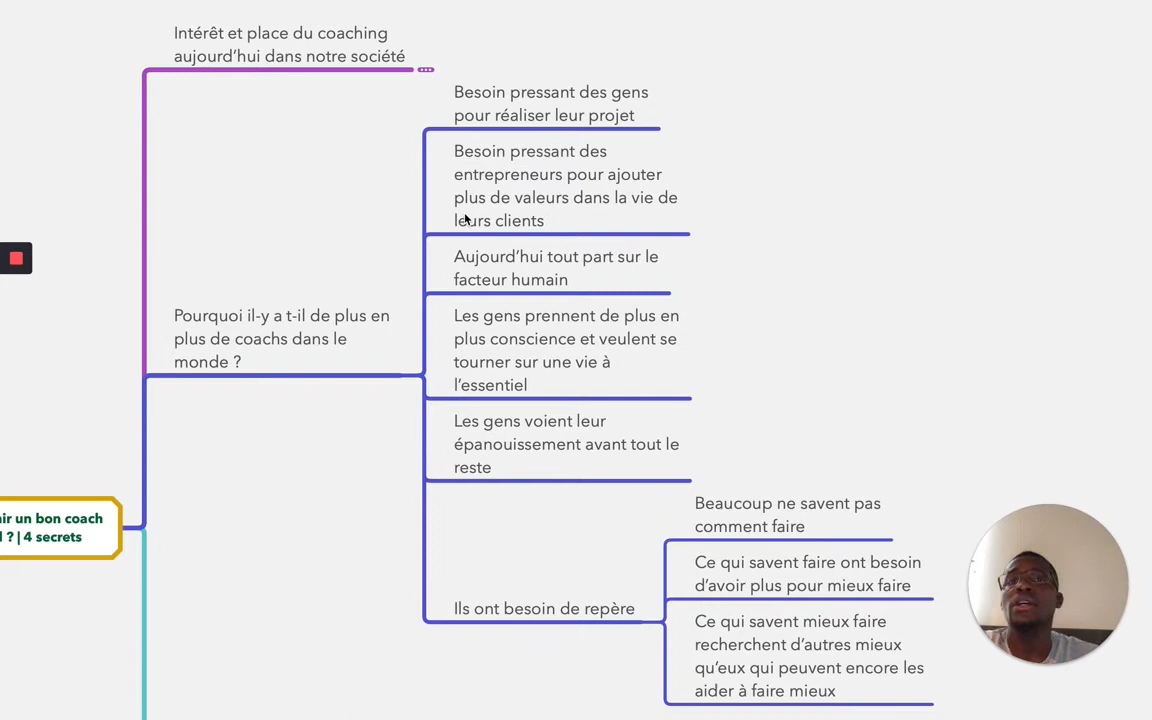 Intérêt et place du coaching
aujourd’hui dans notre société
Besoin pressant des gens
pour réaliser leur projet
Besoin pressant des
entrepreneurs pour ajouter
plus de valeurs dans la vie de
leurs clients
Aujourd’hui tout part sur le
facteur humain
Pourquoi il-y a t-il de plus en
plus de coachs dans le
monde ?
Les gens prennent de plus en
plus conscience et veulent se
tourner sur une vie à
l’essentiel
Les gens voient leur
épanouissement avant tout le
reste
un bon coach
? | 4 secrets
Ils ont besoin de repère
Beaucoup ne savent pas
comment faire
Ce qui savent faire ont besoin
d’avoir plus pour mieux faire
Ce qui savent mieux faire
recherchent d’autres mieux
qu’eux qui peuvent encore les
aider à faire mieux